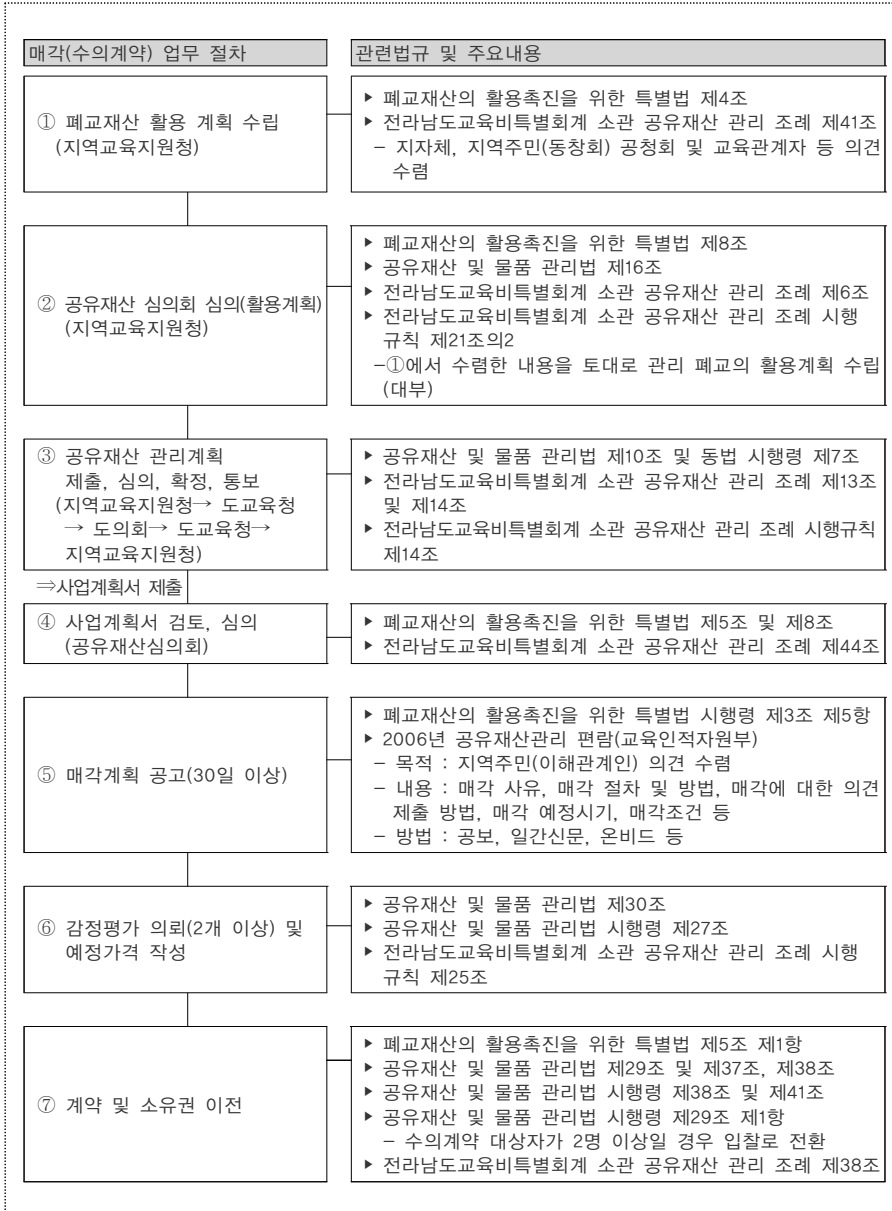 매각(수의계약) 업무 절차
관련법규 및 주요내용
① 폐교재산 활용 계획 수립
(지역교육지원청)
▶ 폐교재산의 활용촉진을 위한 특별법 제4조
▶ 전라남도교육비특별회계 소관 공유재산 관리 조례 제41조
- 지자체, 지역주민(동창회) 공청회 및 교육관계자 등 의견
수렴
② 공유재산 심의회 심의(활용계획)
(지역교육지원청)
▶ 폐교재산의 활용촉진을 위한 특별법 제8조
▶ 공유재산 및 물품 관리법 제16조
▶ 전라남도교육비특별회계 소관 공유재산 관리 조례 제6조
▶ 전라남도교육비특별회계 소관 공유재산 관리 조례 시행
규칙 제21조의2
-①에서 수렴한 내용을 토대로 관리 폐교의 활용계획 수립
(대부)
③ 공유재산 관리계획
제출, 심의, 확정, 통보
(지역교육지원청→ 도교육청
→ 도의회→ 도교육청→
지역교육지원청)
▶ 공유재산 및 물품 관리법 제10조 및 동법 시행령 제7조
▶ 전라남도교육비특별회계 소관 공유재산 관리 조례 제13조
및 제14조
▶ 전라남도교육비특별회계 소관 공유재산 관리 조례 시행규칙
제14조
⇒사업계획서 제출
④ 사업계획서 검토, 심의
(공유재산심의회)
▶ 폐교재산의 활용촉진을 위한 특별법 제5조 및 제8조
▶ 전라남도교육비특별회계 소관 공유재산 관리 조례 제44조
⑤ 매각계획 공고(30일 이상)
▶ 폐교재산의 활용촉진을 위한 특별법 시행령 제3조 제5항
▶ 2006년 공유재산관리 편람(교육인적자원부)
- 목적 : 지역주민(이해관계인) 의견 수렴
- 내용 : 매각 사유, 매각 절차 및 방법, 매각에 대한 의견
제출 방법, 매각 예정시기, 매각조건 등
- 방법 : 공보, 일간신문, 온비드 등
⑥ 감정평가 의뢰(2개 이상) 및
예정가격 작성
▶ 공유재산 및 물품 관리법 제30조
▶ 공유재산 및 물품 관리법 시행령 제27조
▶ 전라남도교육비특별회계 소관 공유재산 관리 조례 시행
규칙 제25조
⑦ 계약 및 소유권 이전
▶ 폐교재산의 활용촉진을 위한 특별법 제5조 제1항
▶ 공유재산 및 물품 관리법 제29조 및 제37조, 제38조
▶ 공유재산 및 물품 관리법 시행령 제38조 및 제41조
▶ 공유재산 및 물품 관리법 시행령 제29조 제1항
- 수의계약 대상자가 2명 이상일 경우 입찰로 전환
▶ 전라남도교육비특별회계 소관 공유재산 관리 조례 제38조